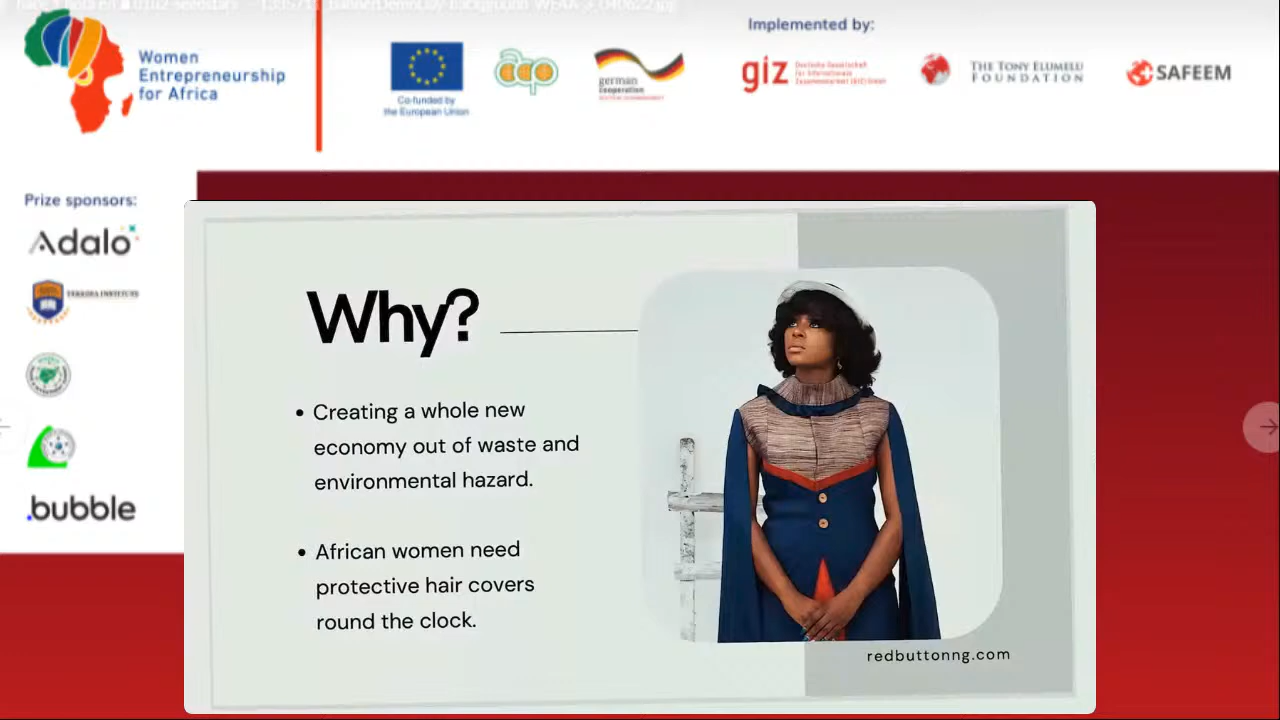 Implemented by:
Women
Entrepreneurship
for Africa
Co-funded by
the European Union
german
cooperation
giz
Deutsche Gesellschaft
für Internationale
Zusammenarbeit (GIZ) GmbH
THE TONY ELUMELU
FOUNDATION
SAFEEM
Prize sponsors:
Adalo
.bubble
Why?
• Creating a whole new
economy out of waste and
environmental hazard.
• African women need
protective hair covers
round the clock.
redbuttonng.com